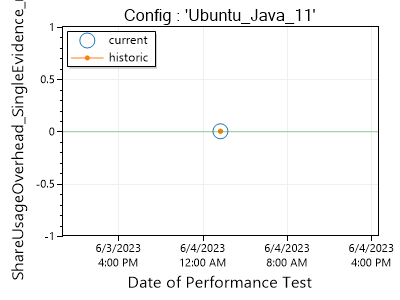 Config : 'Ubuntu_Java_11'
current
historic
1
0.5
0
-0.5
-1
6/3/2023 6/4/2023 6/4/2023 6/4/2023
4:00 PM 12:00 AM 8:00 AM 4:00 PM
Date of Performance Test
ShareUsageOverhead_SingleEvidence_